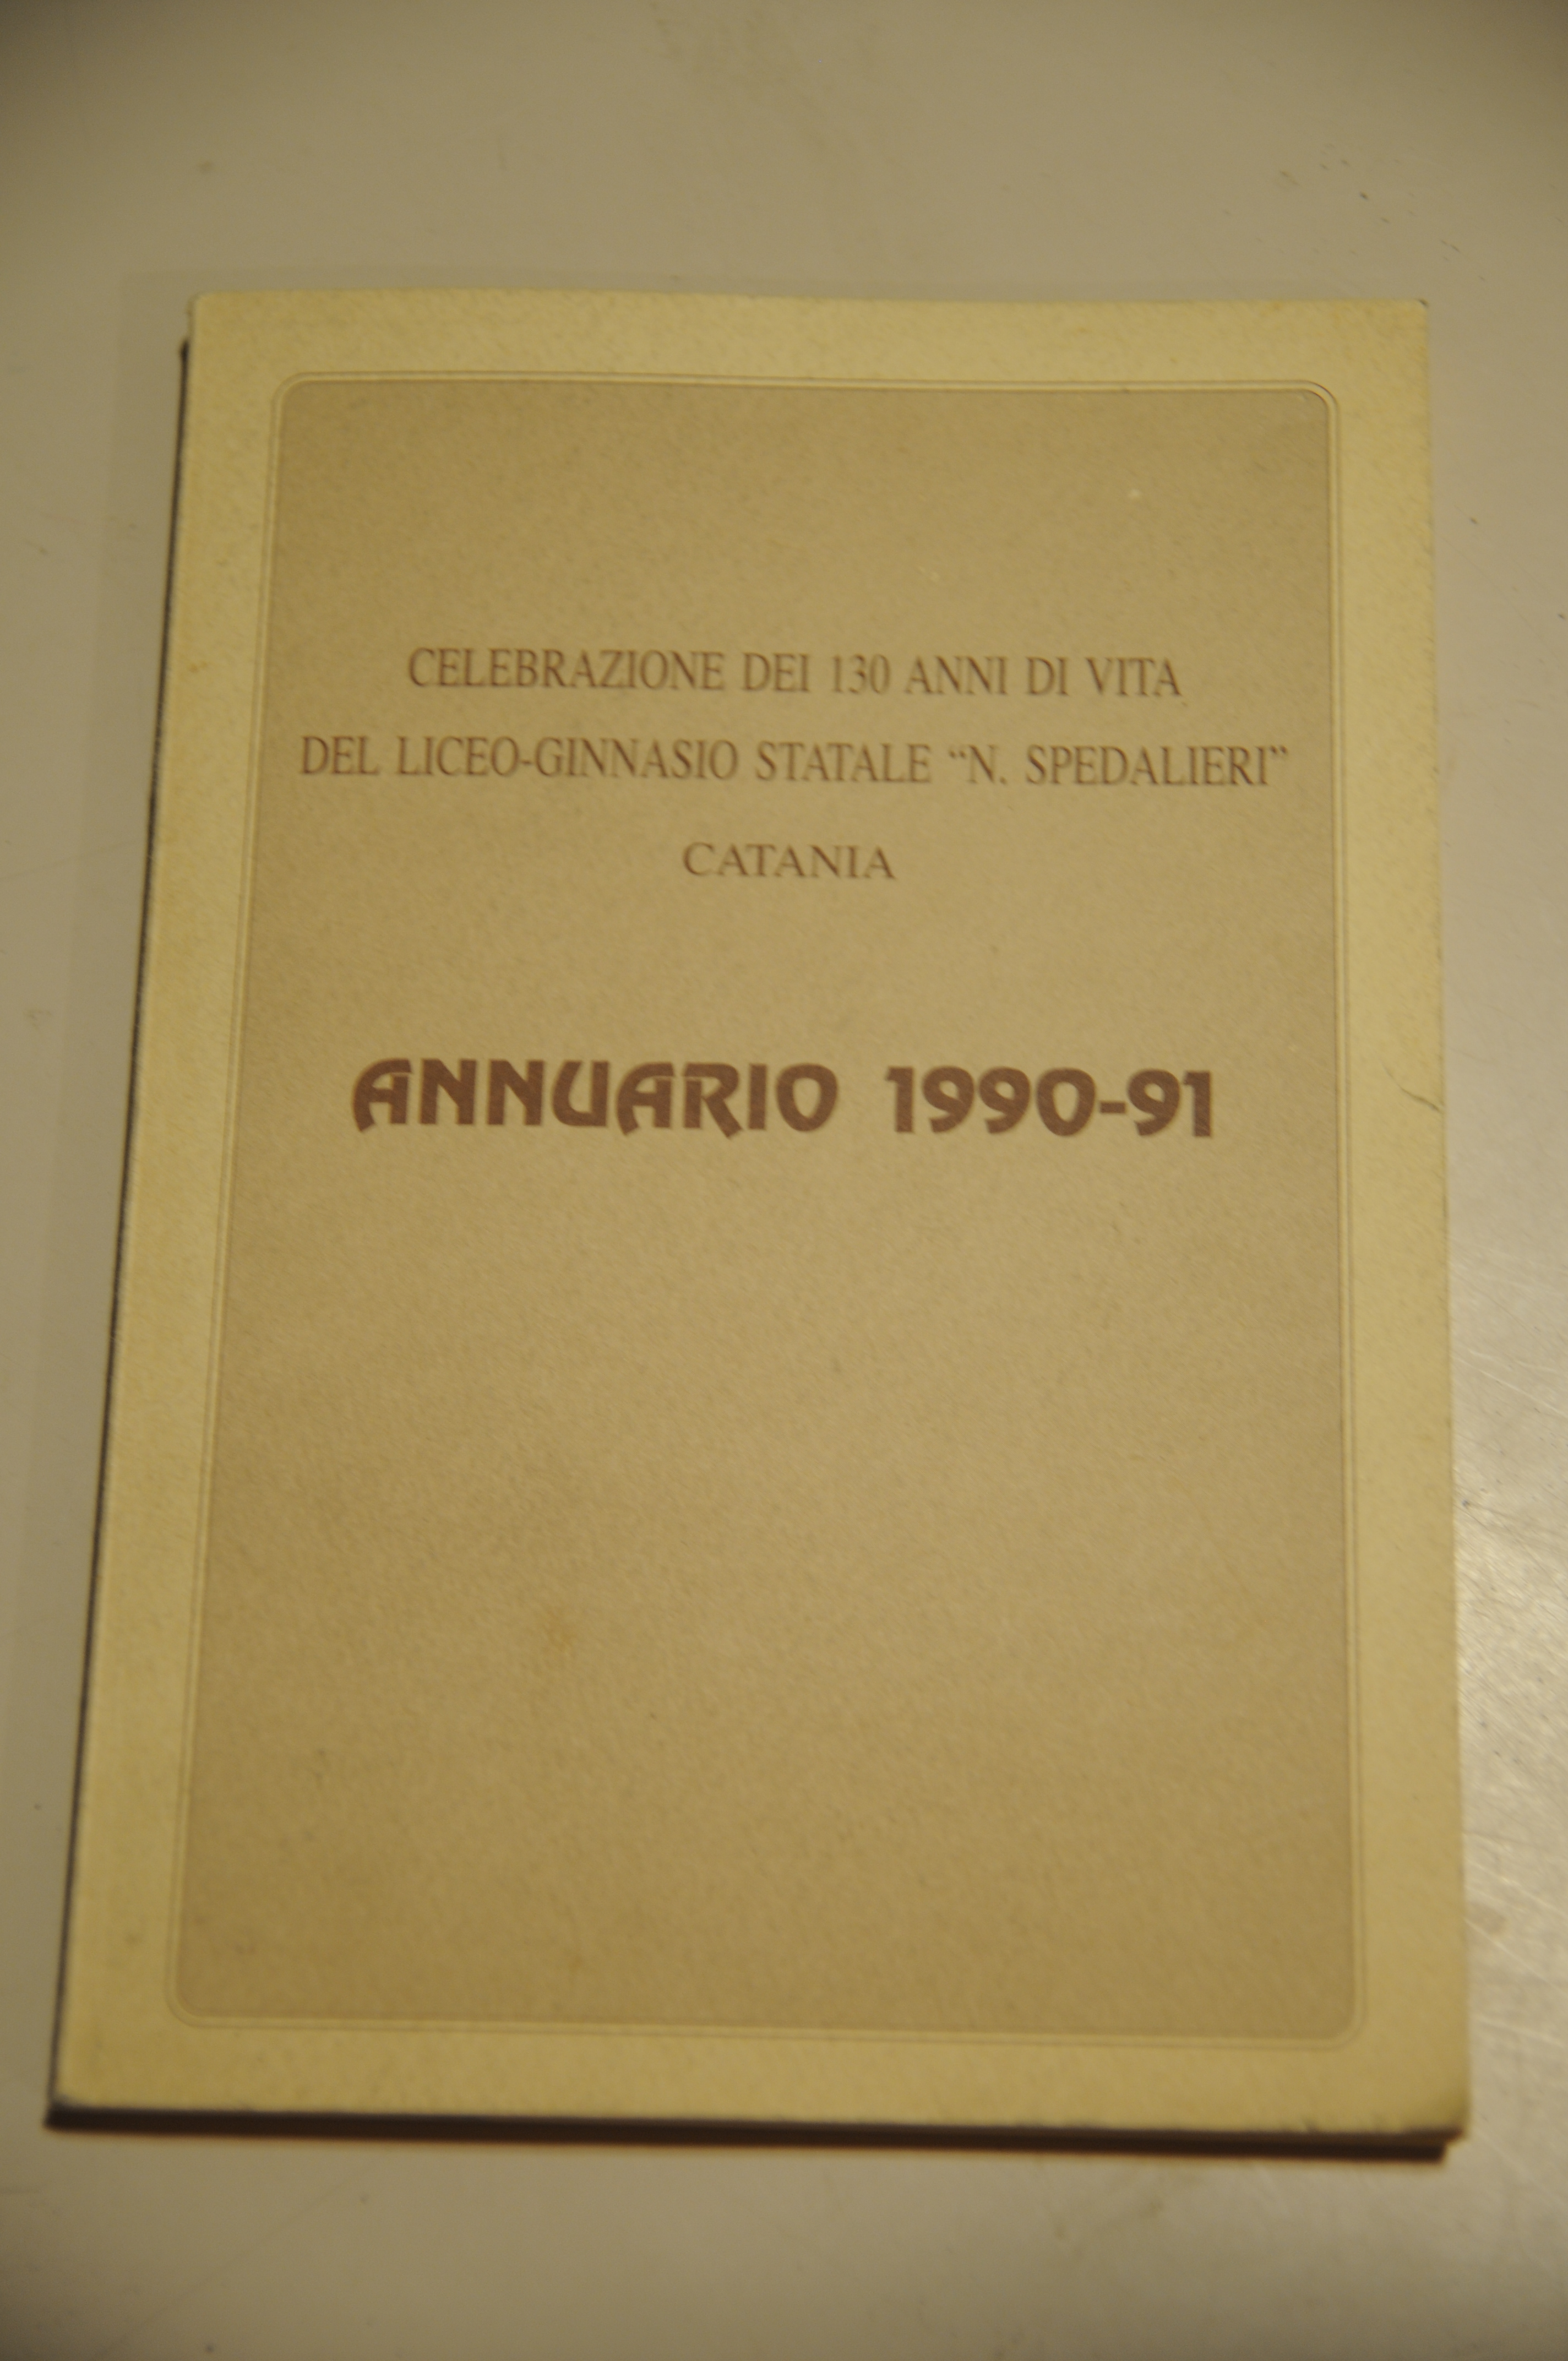 CELEBRAZIONE DEI 130 ANNI DI VITA
DEL LICEO-GINNASIO STATALE “N. SPEDALIERI”
CATANIA
ANNUARIO 1990-91